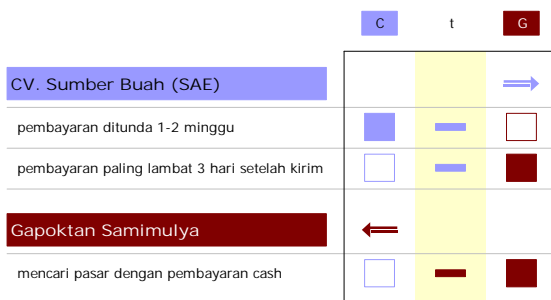 C t G
CV. Sumber Buah (SAE)
pembayaran ditunda 1-2 minggu
pembayaran paling lambat 3 hari setelah kirim
Gapoktan Samimulya
mencari pasar dengan pembayaran cash